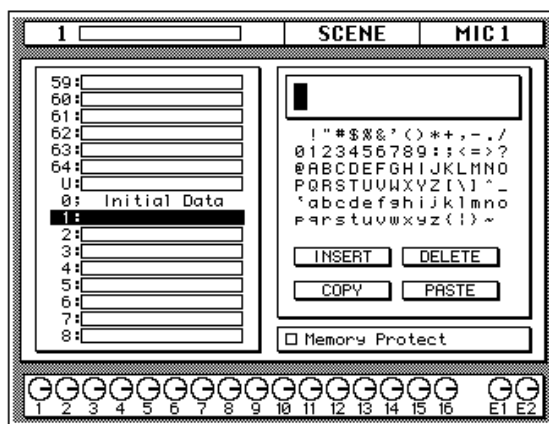 1 SCENE MIC 1
59:
60:
61:
62:
63:
64:
U:
0; Initial Data
1:
2:
3:
4:
5:
6:
7:
8:
!"#$%&'()*+,-./
0123456789:;<=>?
@ABCDEFGHIJKLMNO
PQRSTUVWXYZ[\]^_
`abcdefghijklmno
pqrstuvwxyz{|}~
INSERT DELETE
COPY PASTE
Memory Protect
1 2 3 4 5 6 7 8 9 10 11 12 13 14 15 16 E1 E2